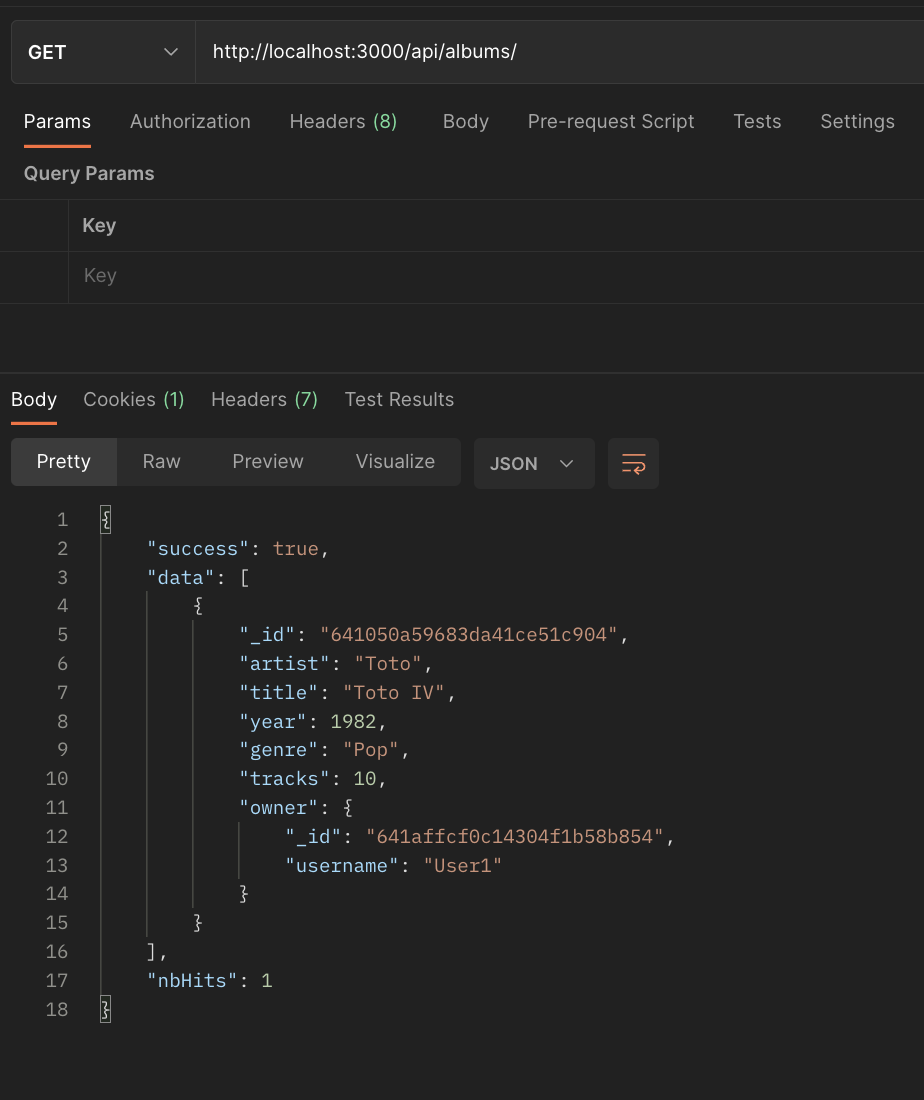 GET http://localhost:3000/api/albums/
Params Authorization Headers (8) Body Pre-request Script Tests Settings
Query Params
Key
Key
Body Cookies (1) Headers (7) Test Results
Pretty Raw Preview Visualize JSON
1 {
2 "success": true,
3 "data": [
4 {
5 "_id": "641050a59683da41ce51c904",
6 "artist": "Toto",
7 "title": "Toto IV",
8 "year": 1982,
9 "genre": "Pop",
10 "tracks": 10,
11 "owner": {
12 "_id": "641affcf0c14304f1b58b854",
13 "username": "User1"
14 }
15 }
16 ],
17 "nbHits": 1
18 }